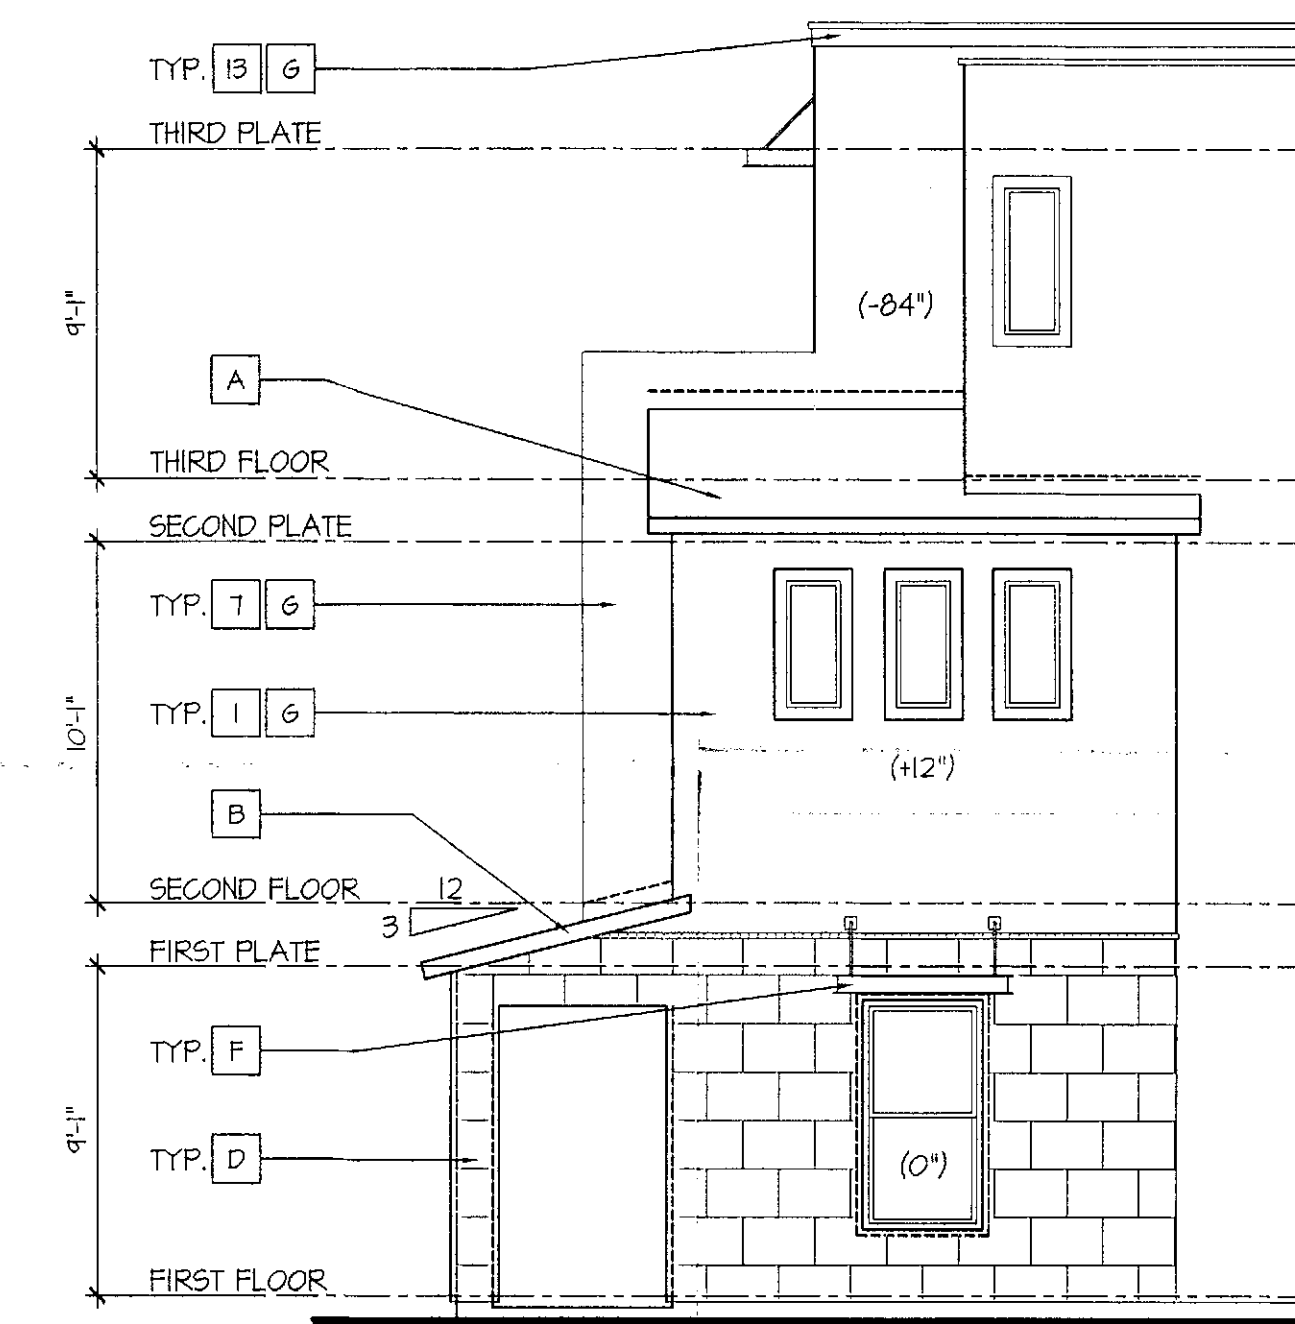 TYP. 13 G
THIRD PLATE
9'-1"
(-84")
A
THIRD FLOOR
SECOND PLATE
TYP. 7 G
TYP. 1 G
10'-1"
(+12")
B
SECOND FLOOR
12
3
FIRST PLATE
TYP. F
9'-1"
TYP. D
(0")
FIRST FLOOR